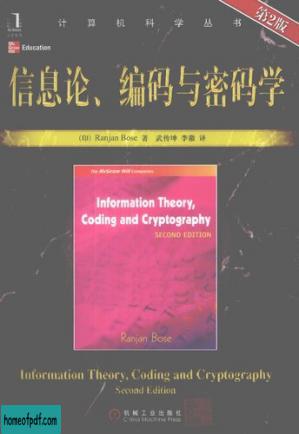 计算机科学丛书
第2版
Education
信息论、编码与密码学
(印) Ranjan Bose 著 武传坤 李徽 译
The McGraw-Hill Companies
Information Theory,
Coding and Cryptography
SECOND EDITION
Ranjan Bose
Information Theory, Coding and Cryptography
Second Edition
机械工业出版社
China Machine Press
homeofpdf.com